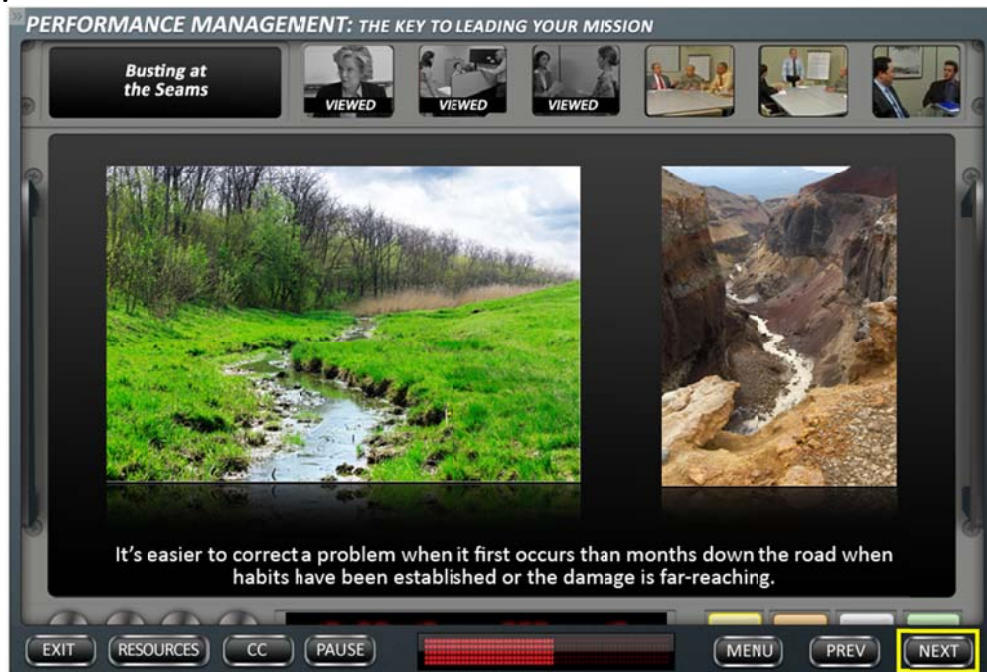 PERFORMANCE MANAGEMENT: THE KEY TO LEADING YOUR MISSION
Busting at
the Seams
VIEWED
VIEWED
VIEWED
It's easier to correct a problem when it first occurs than months down the road when
habits have been established or the damage is far-reaching.
EXIT
RESOURCES
CC
PAUSE
MENU
PREV
NEXT